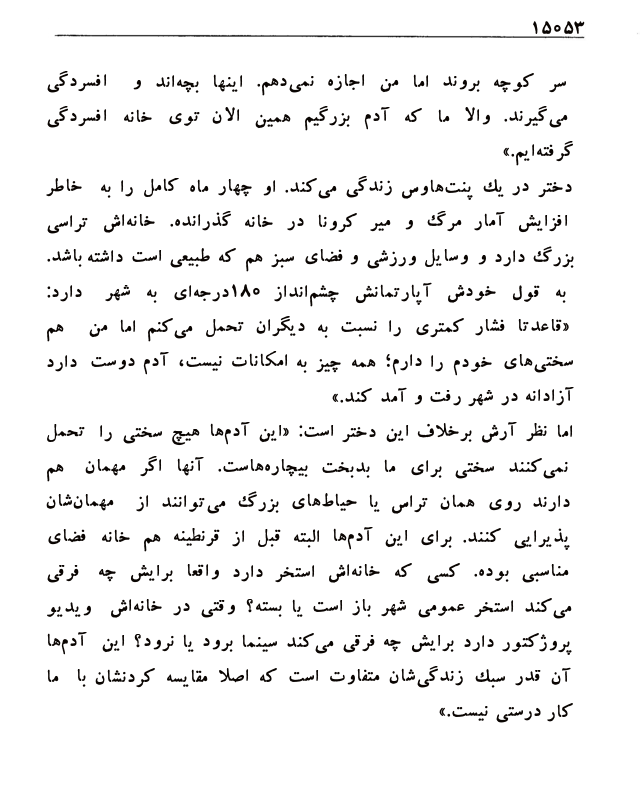 ۱۵۰۵۳
سر کوچه بروند اما من اجازه نمی‌دهم. اینها بچه‌اند و افسردگی
می‌گیرند. والا ما که آدم بزرگیم همین الان توی خانه افسردگی
گرفته‌ایم.»
دختر در یك پنت‌هاوس زندگی می‌کند. او چهار ماه کامل را به خاطر
افزایش آمار مرگ و میر کرونا در خانه گذرانده. خانه‌اش تراسی
بزرگ دارد و وسایل ورزشی و فضای سبز هم که طبیعی است داشته باشد.
به قول خودش آپارتمانش چشم‌انداز ۱۸۰درجه‌ای به شهر دارد:
«قاعدتا فشار کمتری را نسبت به دیگران تحمل می‌کنم اما من هم
سختی‌های خودم را دارم؛ همه چیز به امکانات نیست، آدم دوست دارد
آزادانه در شهر رفت و آمد کند.»
اما نظر آرش برخلاف این دختر است: «این آدم‌ها هیچ سختی را تحمل
نمی‌کنند سختی برای ما بدبخت بیچاره‌هاست. آنها اگر مهمان هم
دارند روی همان تراس یا حیاط‌های بزرگ می‌توانند از مهمان‌شان
پذیرایی کنند. برای این آدم‌ها البته قبل از قرنطینه هم خانه فضای
مناسبی بوده. کسی که خانه‌اش استخر دارد واقعا برایش چه فرقی
می‌کند استخر عمومی شهر باز است یا بسته؟ وقتی در خانه‌اش ویدیو
پروژکتور دارد برایش چه فرقی می‌کند سینما برود یا نرود؟ این آدم‌ها
آن قدر سبك زندگی‌شان متفاوت است که اصلا مقایسه کردنشان با ما
کار درستی نیست.»